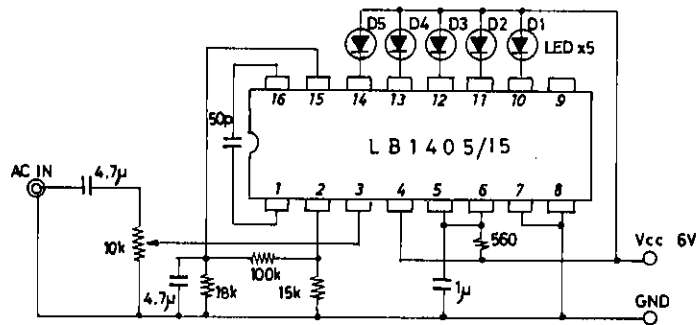 D5 D4 D3 D2 D1
LED x5
16 15 14 13 12 11 10 9
50p
LB1405/15
AC IN
4.7µ
1 2 3 4 5 6 7 8
10k
560
Vcc 6V
100k
4.7µ
18k
15k
1µ
GND